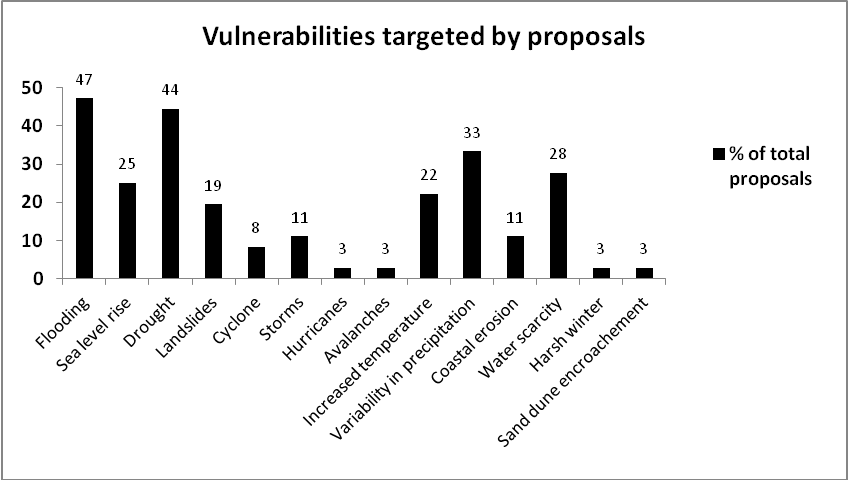 Vulnerabilities targeted by proposals
50
40
30
20
10
0
47
25
44
19
8
11
3
3
22
33
11
28
3
3
Flooding
Sea level rise
Drought
Landslides
Cyclone
Storms
Hurricanes
Avalanches
Increased temperature
Variability in precipitation
Coastal erosion
Water scarcity
Harsh winter
Sand dune encroachement
% of total
proposals